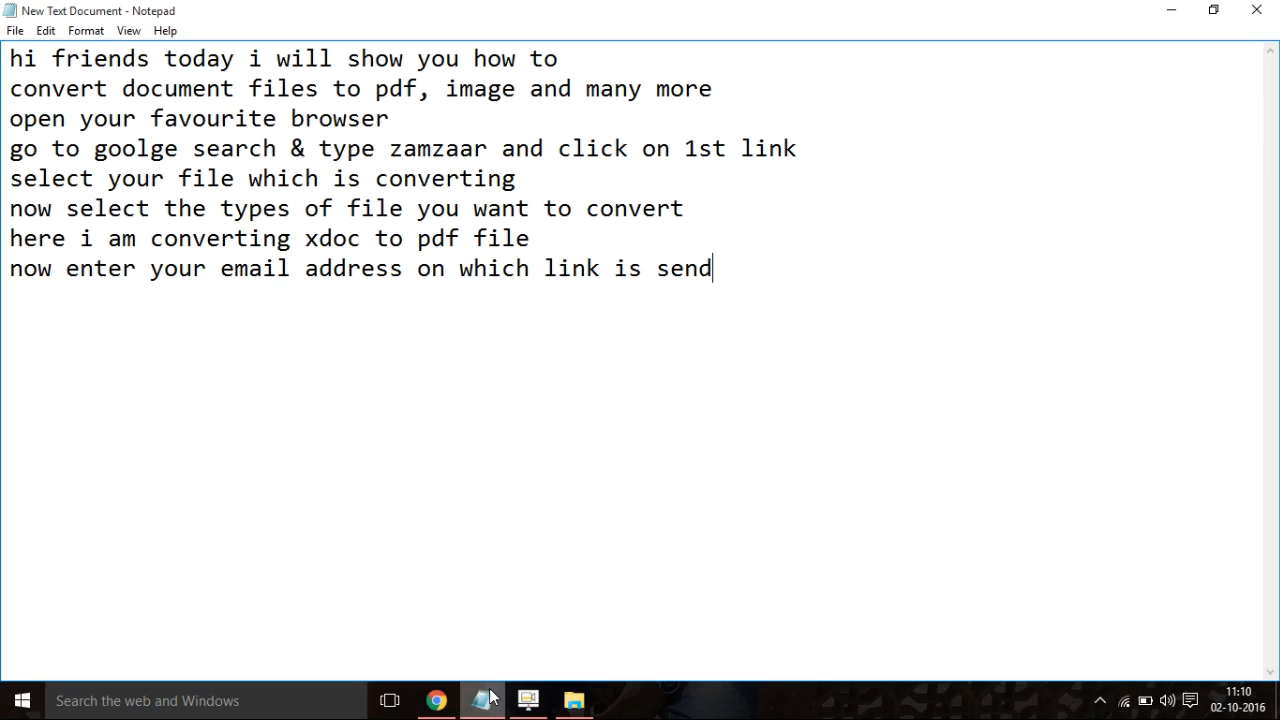 New Text Document - Notepad
File Edit Format View Help
hi friends today i will show you how to
convert document files to pdf, image and many more
open your favourite browser
go to goolge search & type zamzaar and click on 1st link
select your file which is converting
now select the types of file you want to convert
here i am converting xdoc to pdf file
now enter your email address on which link is send
Search the web and Windows
11:10
02-10-2016